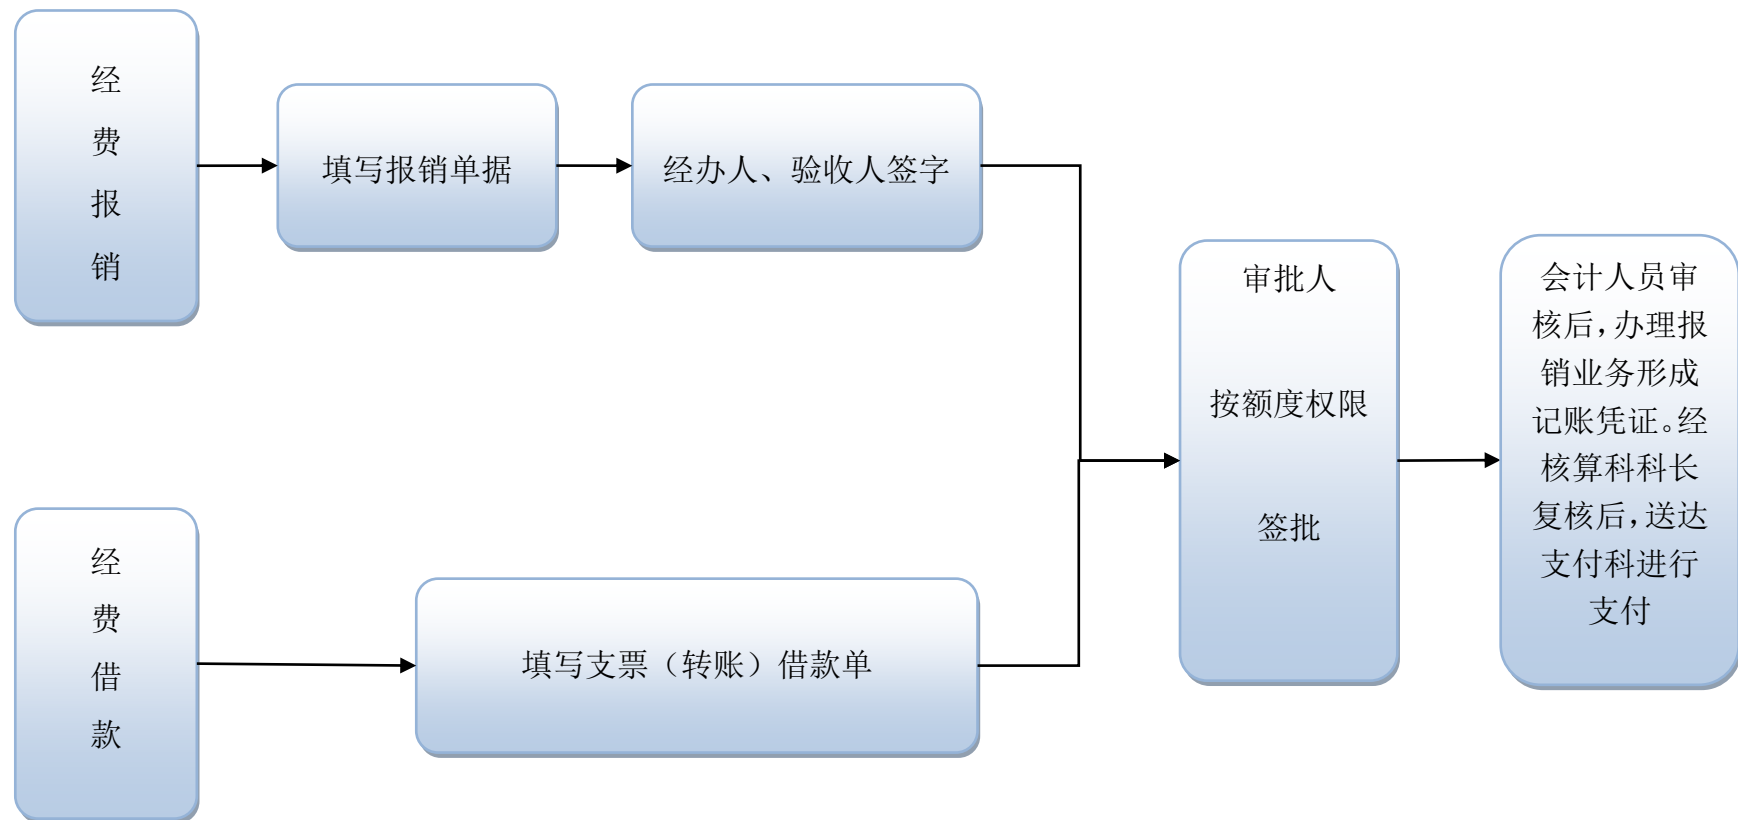 经
费
报
销
填写报销单据
经办人、验收人签字
经
费
借
款
填写支票（转账）借款单
审批人
按额度权限
签批
会计人员审
核后，办理报
销业务形成
记账凭证。经
核算科科长
复核后，送达
支付科进行
支付